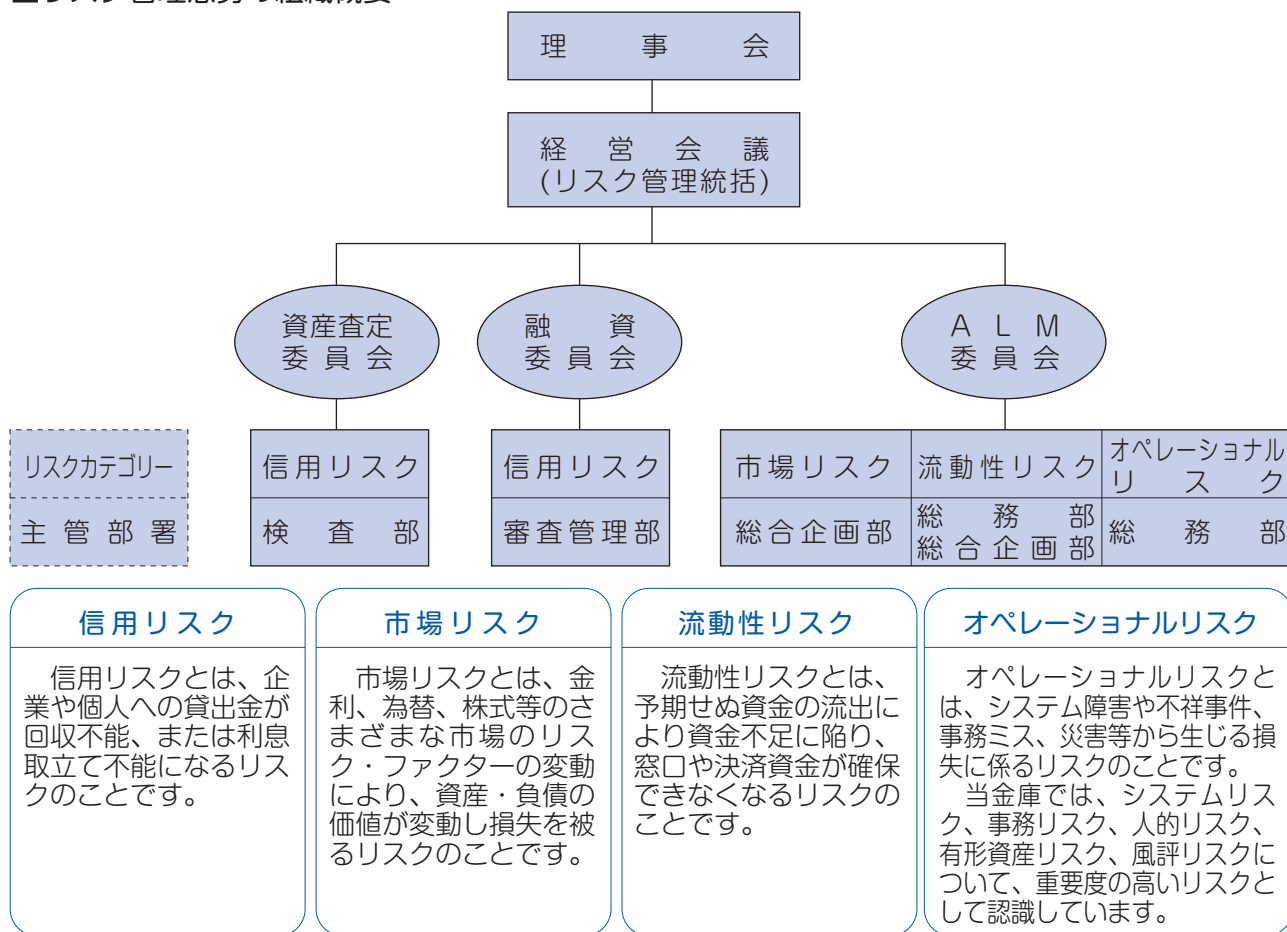 理事会
経営会議
(リスク管理統括)
資産査定
委員会
融資
委員会
ALM
委員会
リスクカテゴリー
信用リスク
信用リスク
市場リスク
流動性リスク
オペレーショナル
リスク
主管部署
検査部
審査管理部
総合企画部
総務部
総合企画部
総務部
信用リスク
信用リスクとは、企
業や個人への貸出金が
回収不能、または利息
取立て不能になるリス
クのことです。
市場リスク
市場リスクとは、金
利、為替、株式等のさ
まざまな市場のリス
ク・ファクターの変動
により、資産・負債の
価値が変動し損失を被
るリスクのことです。
流動性リスク
流動性リスクとは、
予期せぬ資金の流出に
より資金不足に陥り、
窓口や決済資金が確保
できなくなるリスクの
ことです。
オペレーショナルリスク
オペレーショナルリスクと
は、システム障害や不祥事件、
事務ミス、災害等から生じる損
失に係るリスクのことです。
当金庫では、システムリス
ク、事務リスク、人的リスク、
有形資産リスク、風評リスクに
ついて、重要度の高いリスクと
して認識しています。